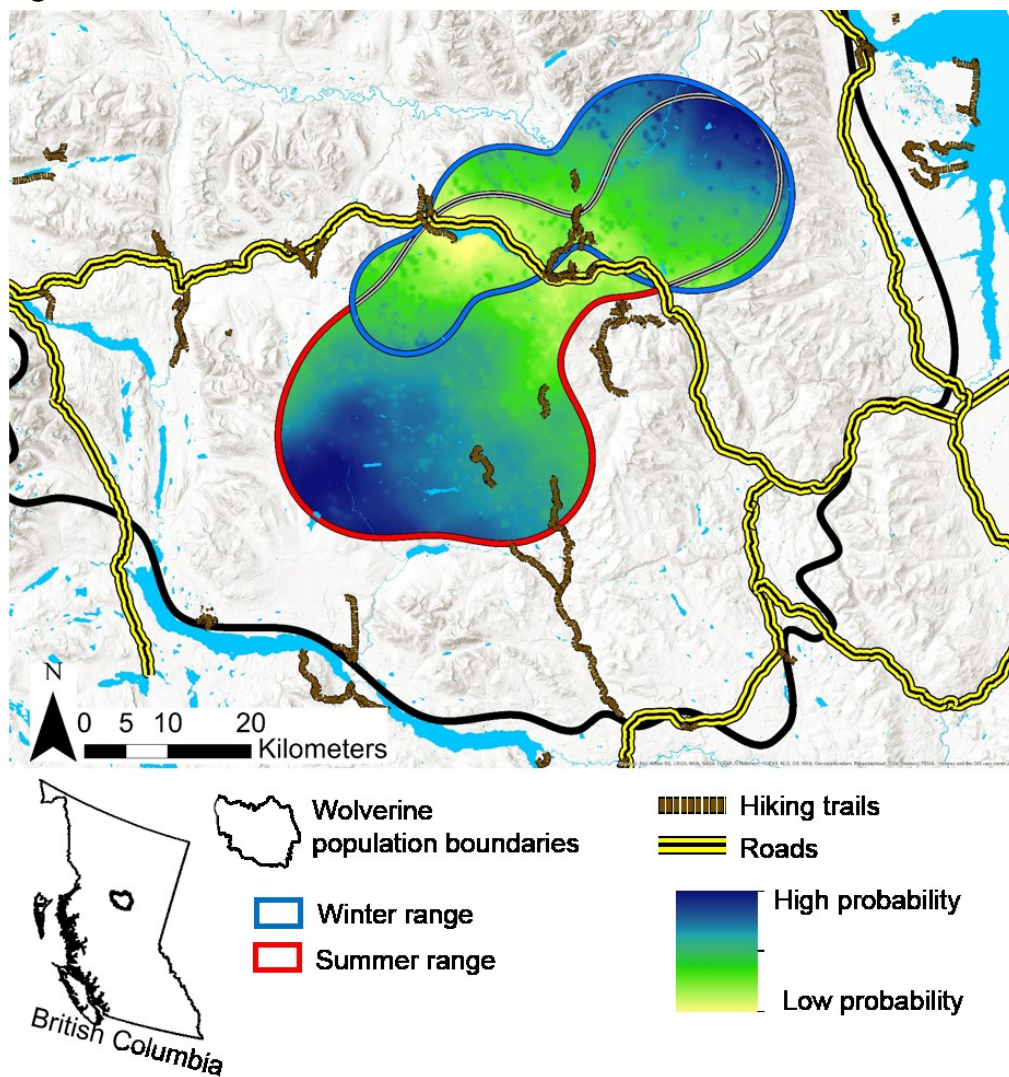 N
0 5 10 20
Kilometers
Wolverine
population boundaries
Winter range
Summer range
Hiking trails
Roads
High probability
Low probability
British Columbia